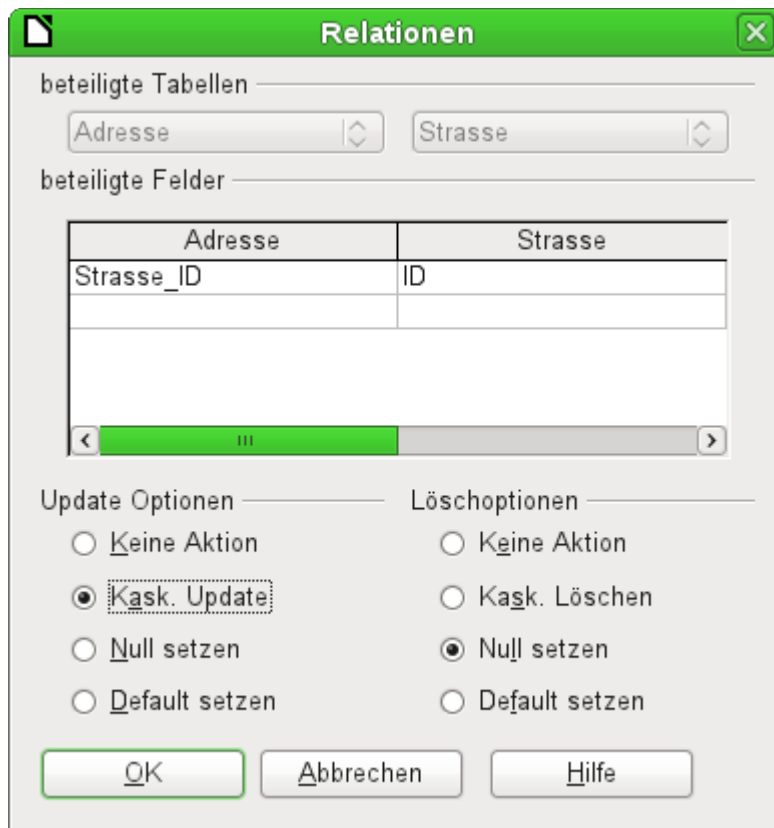 Relationen
beteiligte Tabellen
Adresse Strasse
beteiligte Felder
Adresse Strasse
Strasse_ID ID
Update Optionen Löschoptionen
Keine Aktion Keine Aktion
Kask. Update Kask. Löschen
Null setzen Null setzen
Default setzen Default setzen
OK Abbrechen Hilfe